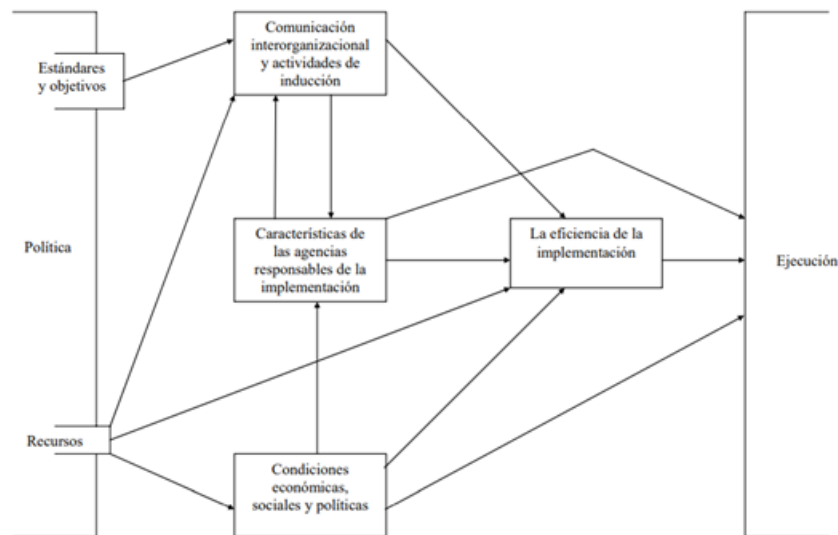 Comunicación
interorganizacional
y actividades de
inducción
Estándares
y objetivos
Política
Características de
las agencias
responsables de la
implementación
La eficiencia de la
implementación
Ejecución
Recursos
Condiciones
económicas,
sociales y políticas